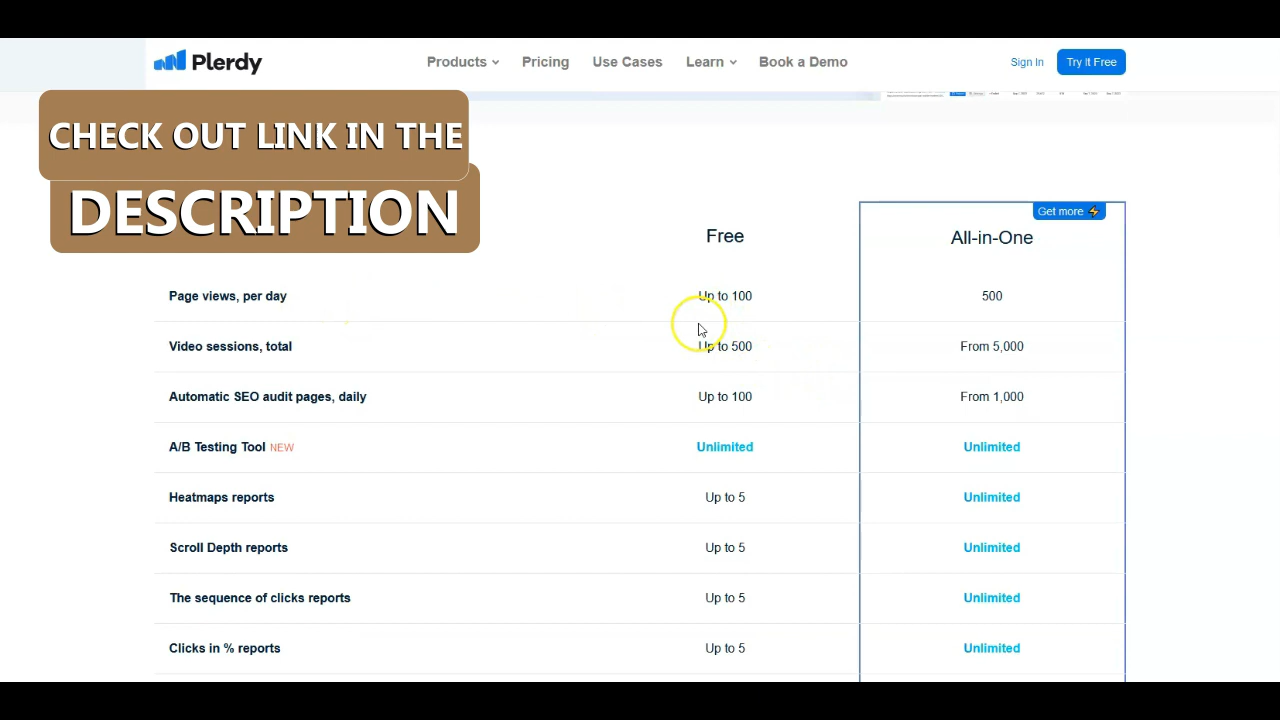 Plerdy Products Pricing Use Cases Learn Book a Demo Sign In Try It Free
CHECK OUT LINK IN THE
DESCRIPTION
Get more
Free All-in-One
Page views, per day Up to 100 500
Video sessions, total Up to 500 From 5,000
Automatic SEO audit pages, daily Up to 100 From 1,000
A/B Testing Tool NEW Unlimited Unlimited
Heatmaps reports Up to 5 Unlimited
Scroll Depth reports Up to 5 Unlimited
The sequence of clicks reports Up to 5 Unlimited
Clicks in % reports Up to 5 Unlimited